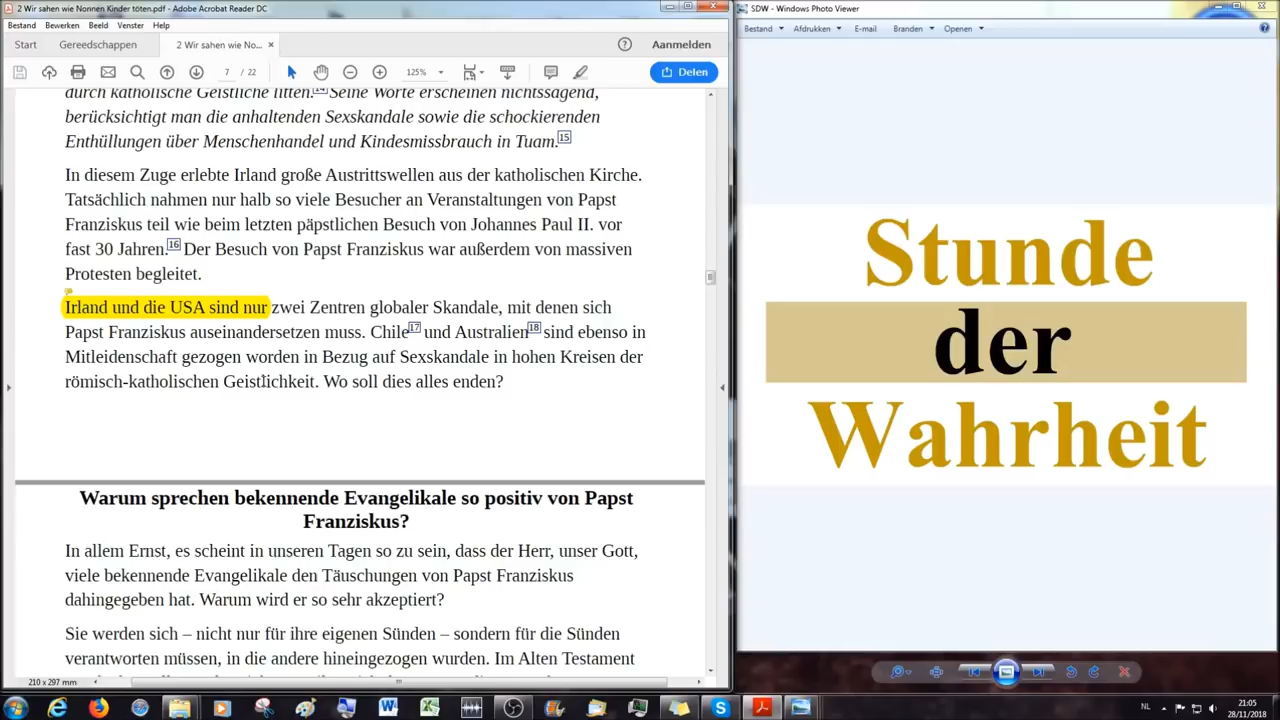 2 Wir sahen wie Nonnen Kinder töten.pdf - Adobe Acrobat Reader DC
Bestand Bewerken Beeld Venster Help
Start Gereedschappen 2 Wir sahen wie No... × Aanmelden
7 / 22 125% Delen
durch katholische Geistliche litten.14 Seine Worte erscheinen nichtssagend,
berücksichtigt man die anhaltenden Sexskandale sowie die schockierenden
Enthüllungen über Menschenhandel und Kindesmissbrauch in Tuam.15
In diesem Zuge erlebte Irland große Austrittswellen aus der katholischen Kirche.
Tatsächlich nahmen nur halb so viele Besucher an Veranstaltungen von Papst
Franziskus teil wie beim letzten päpstlichen Besuch von Johannes Paul II. vor
fast 30 Jahren.16 Der Besuch von Papst Franziskus war außerdem von massiven
Protesten begleitet.
Irland und die USA sind nur zwei Zentren globaler Skandale, mit denen sich
Papst Franziskus auseinandersetzen muss. Chile17 und Australien18 sind ebenso in
Mitleidenschaft gezogen worden in Bezug auf Sexskandale in hohen Kreisen der
römisch-katholischen Geistlichkeit. Wo soll dies alles enden?
Warum sprechen bekennende Evangelikale so positiv von Papst
Franziskus?
In allem Ernst, es scheint in unseren Tagen so zu sein, dass der Herr, unser Gott,
viele bekennende Evangelikale den Täuschungen von Papst Franziskus
dahingegeben hat. Warum wird er so sehr akzeptiert?
Sie werden sich – nicht nur für ihre eigenen Sünden – sondern für die Sünden
verantworten müssen, in die andere hineingezogen wurden. Im Alten Testament
210 x 297 mm
SDW - Windows Photo Viewer
Bestand Afdrukken E-mail Branden Openen
Stunde
der
Wahrheit
NL 21:05
28/11/2018